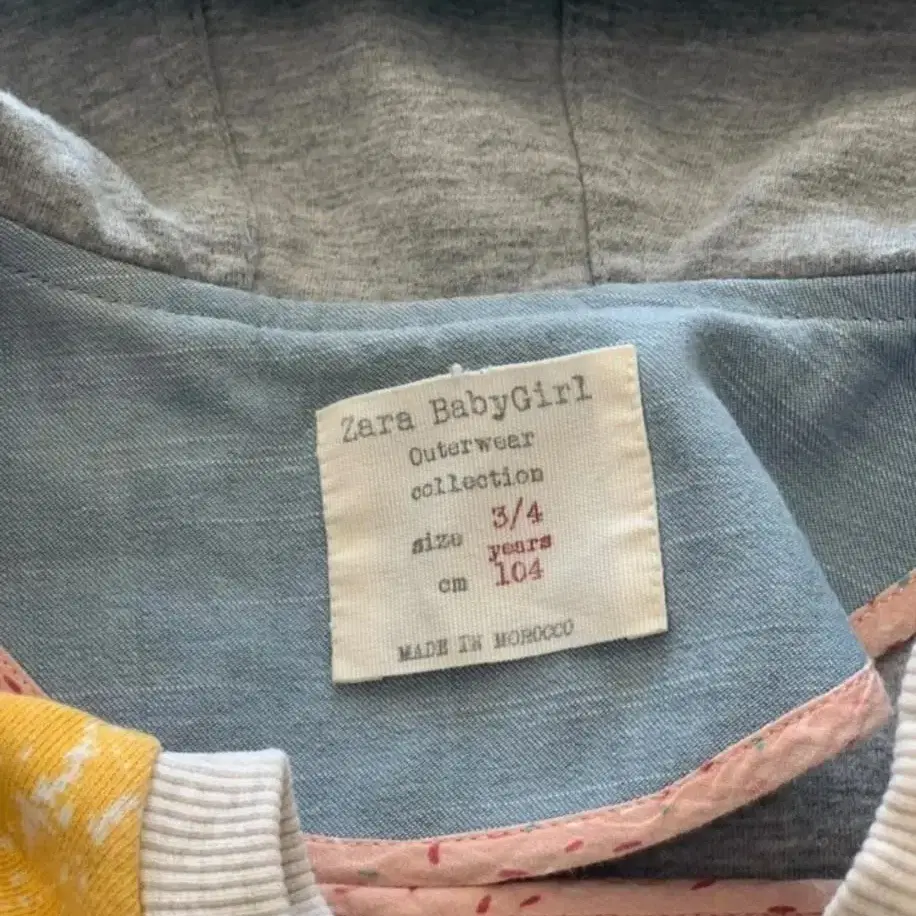 Zara BabyGirl
Outerwear
collection
size 3/4
years
cm 104
MADE IN MOROCCO